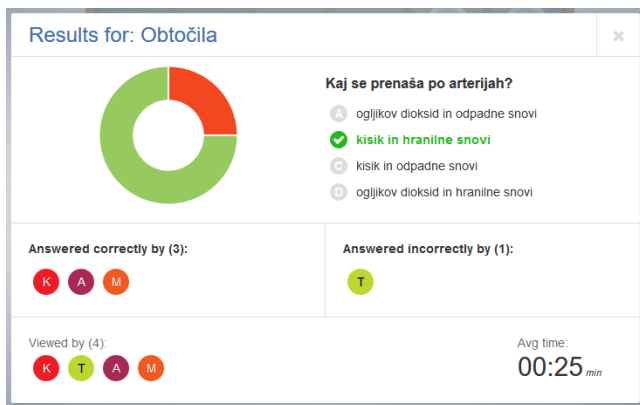 Results for: Obtočila
×
Kaj se prenaša po arterijah?
A ogljikov dioksid in odpadne snovi
kisik in hranilne snovi
C kisik in odpadne snovi
D ogljikov dioksid in hranilne snovi
Answered correctly by (3):
K A M
Answered incorrectly by (1):
T
Viewed by (4):
K T A M
Avg time:
00:25 min